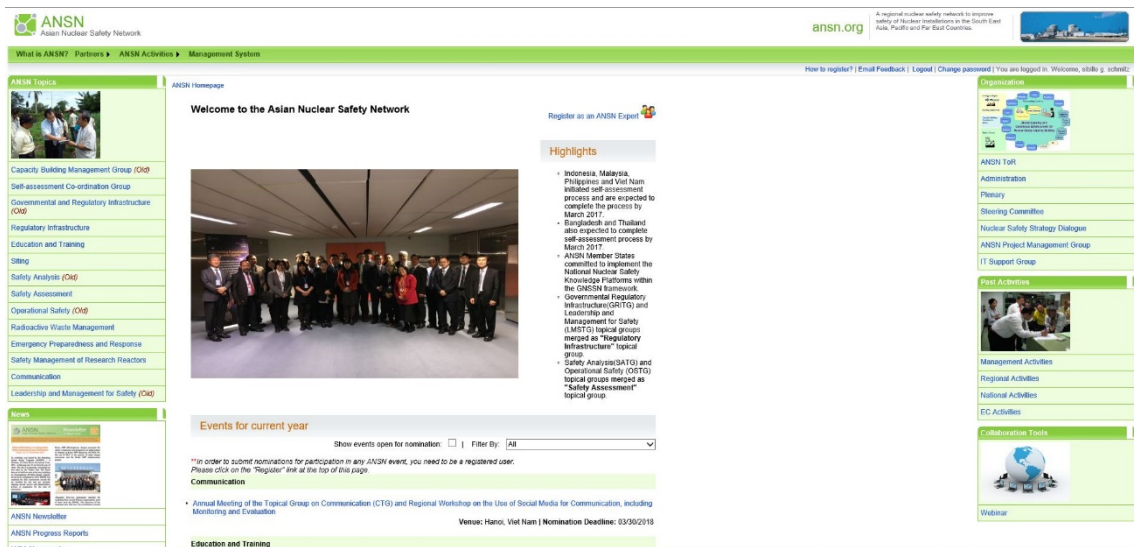 ANSN
Asian Nuclear Safety Network
ansn.org
A regional nuclear safety network to improve
safety of Nuclear Installations in the South East
Asia, Pacific and Far East Countries.
What is ANSN? Partners ANSN Activities Management System
How to register? | Email Feedback | Logout | Change password | You are logged in. Welcome, sibille g. schmitz
ANSN Topics
Capacity Building Management Group (Old)
Self-assessment Co-ordination Group
Governmental and Regulatory Infrastructure
(Old)
Regulatory Infrastructure
Education and Training
Siting
Safety Analysis (Old)
Safety Assessment
Operational Safety (Old)
Radioactive Waste Management
Emergency Preparedness and Response
Safety Management of Research Reactors
Communication
Leadership and Management for Safety (Old)
News
ANSN Newsletter
ANSN Progress Reports
ANSN Homepage
Welcome to the Asian Nuclear Safety Network
Register as an ANSN Expert
Highlights
Indonesia, Malaysia,
Philippines and Viet Nam
initiated self-assessment
process and are expected to
complete the process by
March 2017.
Bangladesh and Thailand
also expected to complete
self-assessment process by
March 2017.
ANSN Member States
committed to implement the
National Nuclear Safety
Knowledge Platforms within
the GNSSN framework.
Governmental Regulatory
Infrastructure(GRITG) and
Leadership and
Management for Safety
(LMSTG) topical groups
merged as "Regulatory
Infrastructure" topical
group.
Safety Analysis(SATG) and
Operational Safety (OSTG)
topical groups merged as
"Safety Assessment"
topical group.
Events for current year
Show events open for nomination: | Filter By: All
**In order to submit nominations for participation in any ANSN event, you need to be a registered user.
Please click on the "Register" link at the top of this page.
Communication
Annual Meeting of the Topical Group on Communication (CTG) and Regional Workshop on the Use of Social Media for Communication, including
Monitoring and Evaluation
Venue: Hanoi, Viet Nam | Nomination Deadline: 03/30/2018
Education and Training
Organization
ANSN ToR
Administration
Plenary
Steering Committee
Nuclear Safety Strategy Dialogue
ANSN Project Management Group
IT Support Group
Past Activities
Management Activities
Regional Activities
National Activities
EC Activities
Collaboration Tools
Webinar